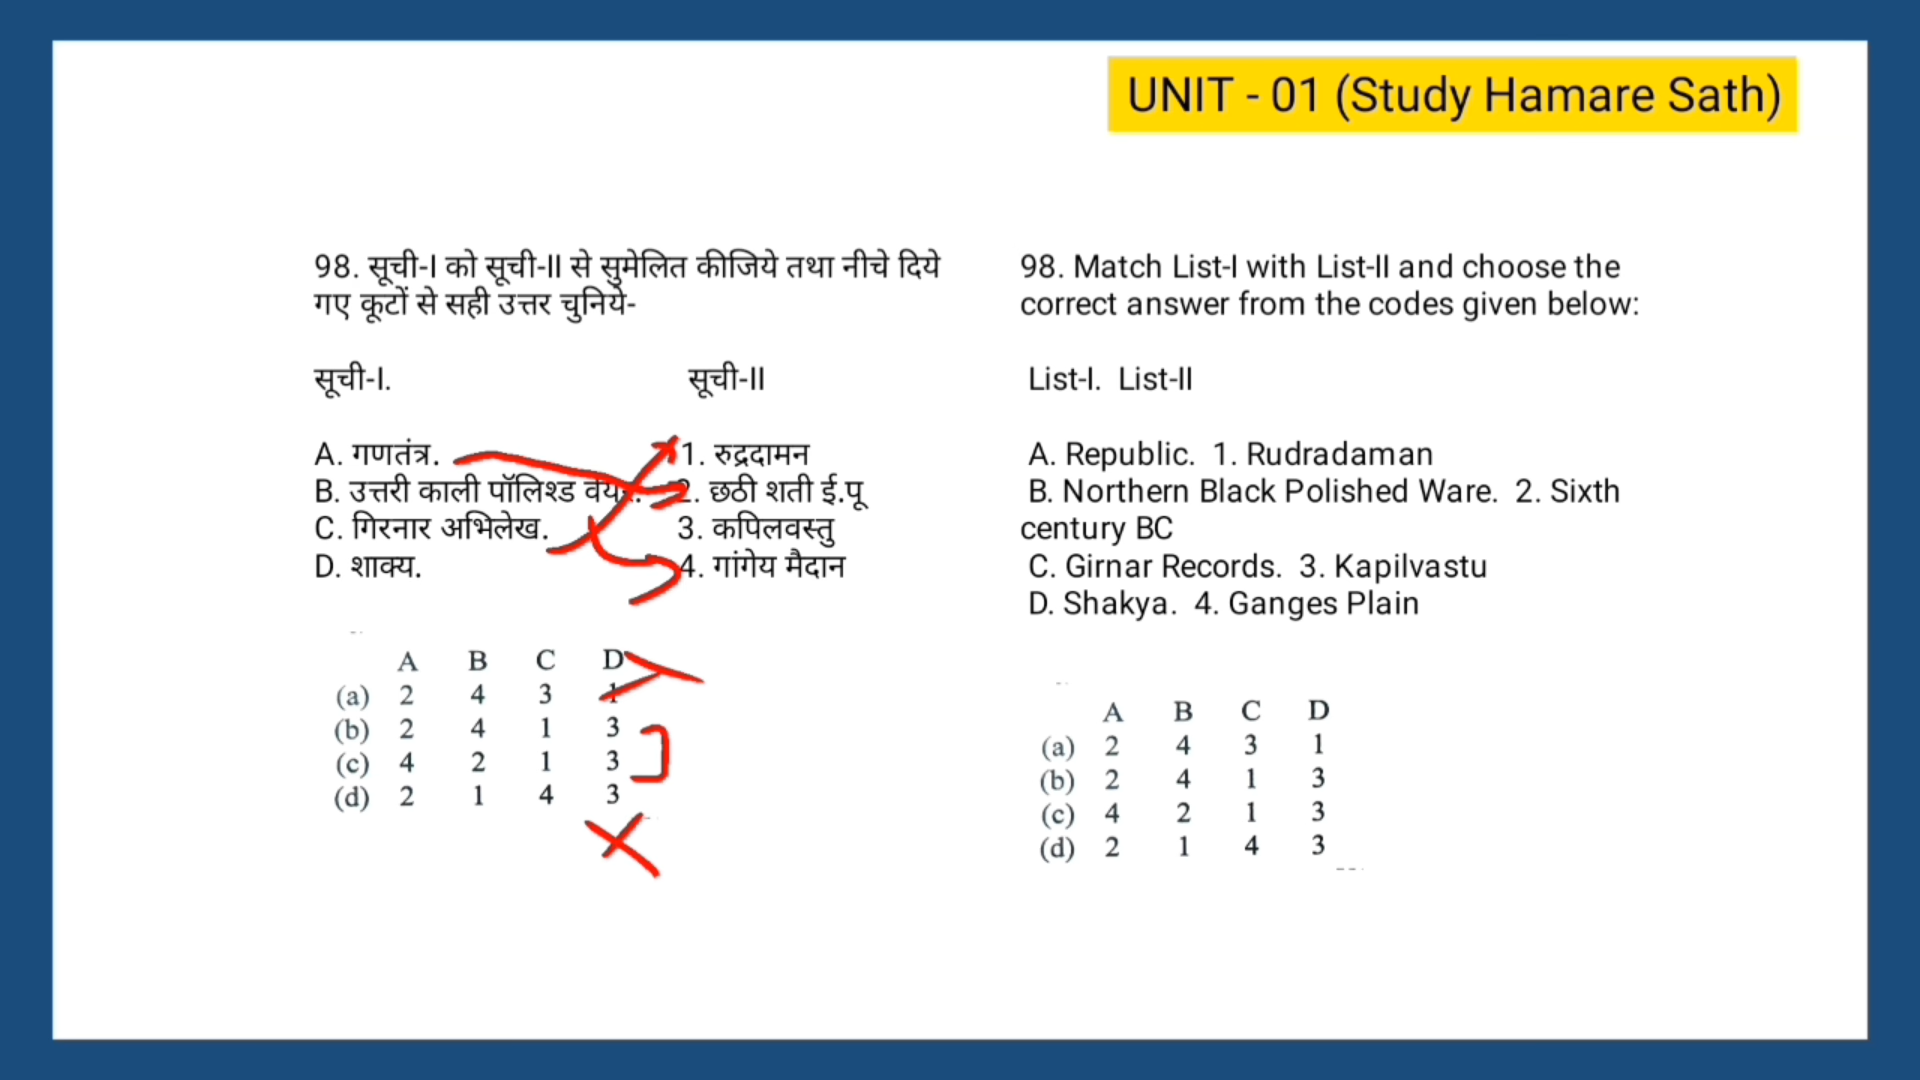 UNIT - 01 (Study Hamare Sath)
98. सूची-I को सूची-II से सुमेलित कीजिये तथा नीचे दिये
गए कूटों से सही उत्तर चुनिये-
सूची-I. सूची-II
A. गणतंत्र. 1. रुद्रदामन
B. उत्तरी काली पॉलिश्ड वेयर. 2. छठी शती ई.पू
C. गिरनार अभिलेख. 3. कपिलवस्तु
D. शाक्य. 4. गांगेय मैदान
A B C D
(a) 2 4 3 1
(b) 2 4 1 3
(c) 4 2 1 3
(d) 2 1 4 3
98. Match List-I with List-II and choose the
correct answer from the codes given below:
List-I. List-II
A. Republic. 1. Rudradaman
B. Northern Black Polished Ware. 2. Sixth
century BC
C. Girnar Records. 3. Kapilvastu
D. Shakya. 4. Ganges Plain
A B C D
(a) 2 4 3 1
(b) 2 4 1 3
(c) 4 2 1 3
(d) 2 1 4 3